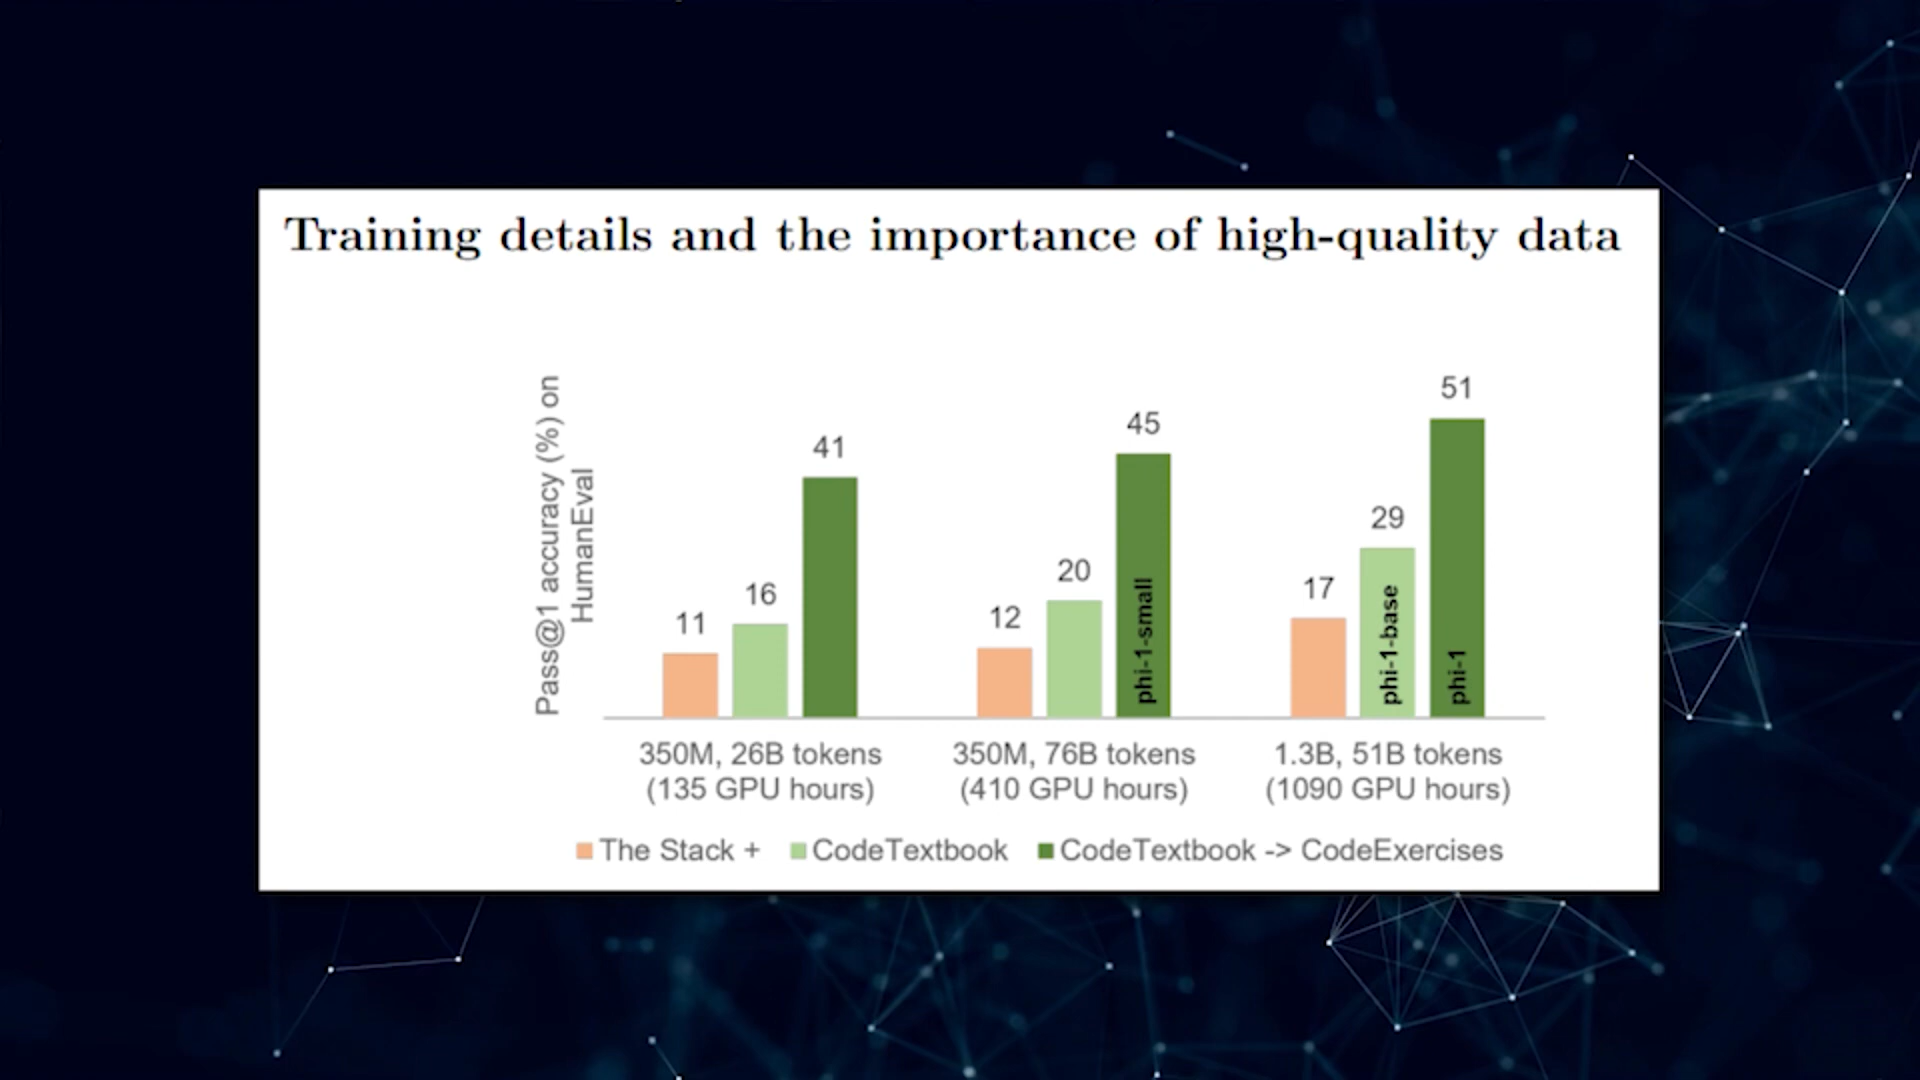 Training details and the importance of high-quality data
Pass@1 accuracy (%) on
HumanEval
11
16
41
12
20
45
phi-1-small
17
29
phi-1-base
51
phi-1
350M, 26B tokens
(135 GPU hours)
350M, 76B tokens
(410 GPU hours)
1.3B, 51B tokens
(1090 GPU hours)
The Stack +
CodeTextbook
CodeTextbook -> CodeExercises